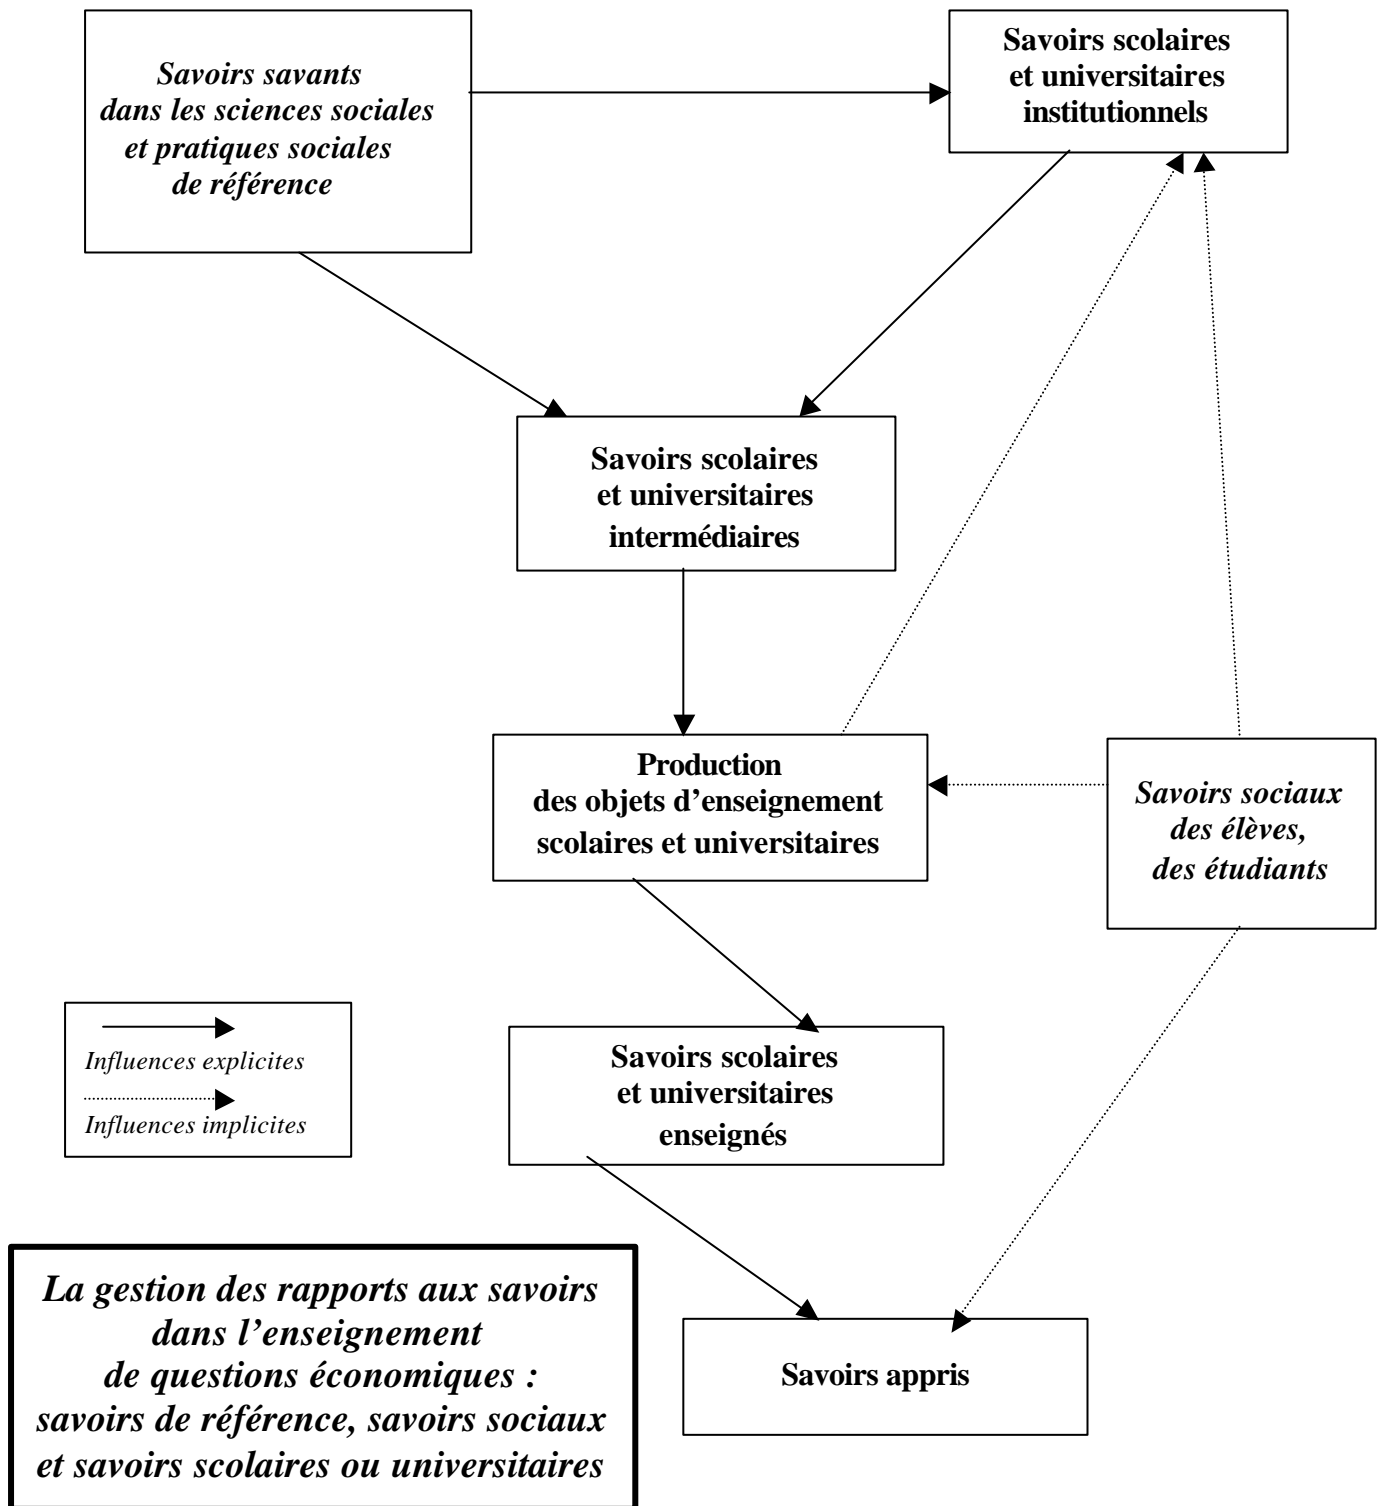 Savoirs savants
dans les sciences sociales
et pratiques sociales
de référence
Savoirs scolaires
et universitaires
institutionnels
Savoirs scolaires
et universitaires
intermédiaires
Production
des objets d’enseignement
scolaires et universitaires
Savoirs sociaux
des élèves,
des étudiants
Influences explicites
Influences implicites
Savoirs scolaires
et universitaires
enseignés
La gestion des rapports aux savoirs
dans l’enseignement
de questions économiques :
savoirs de référence, savoirs sociaux
et savoirs scolaires ou universitaires
Savoirs appris